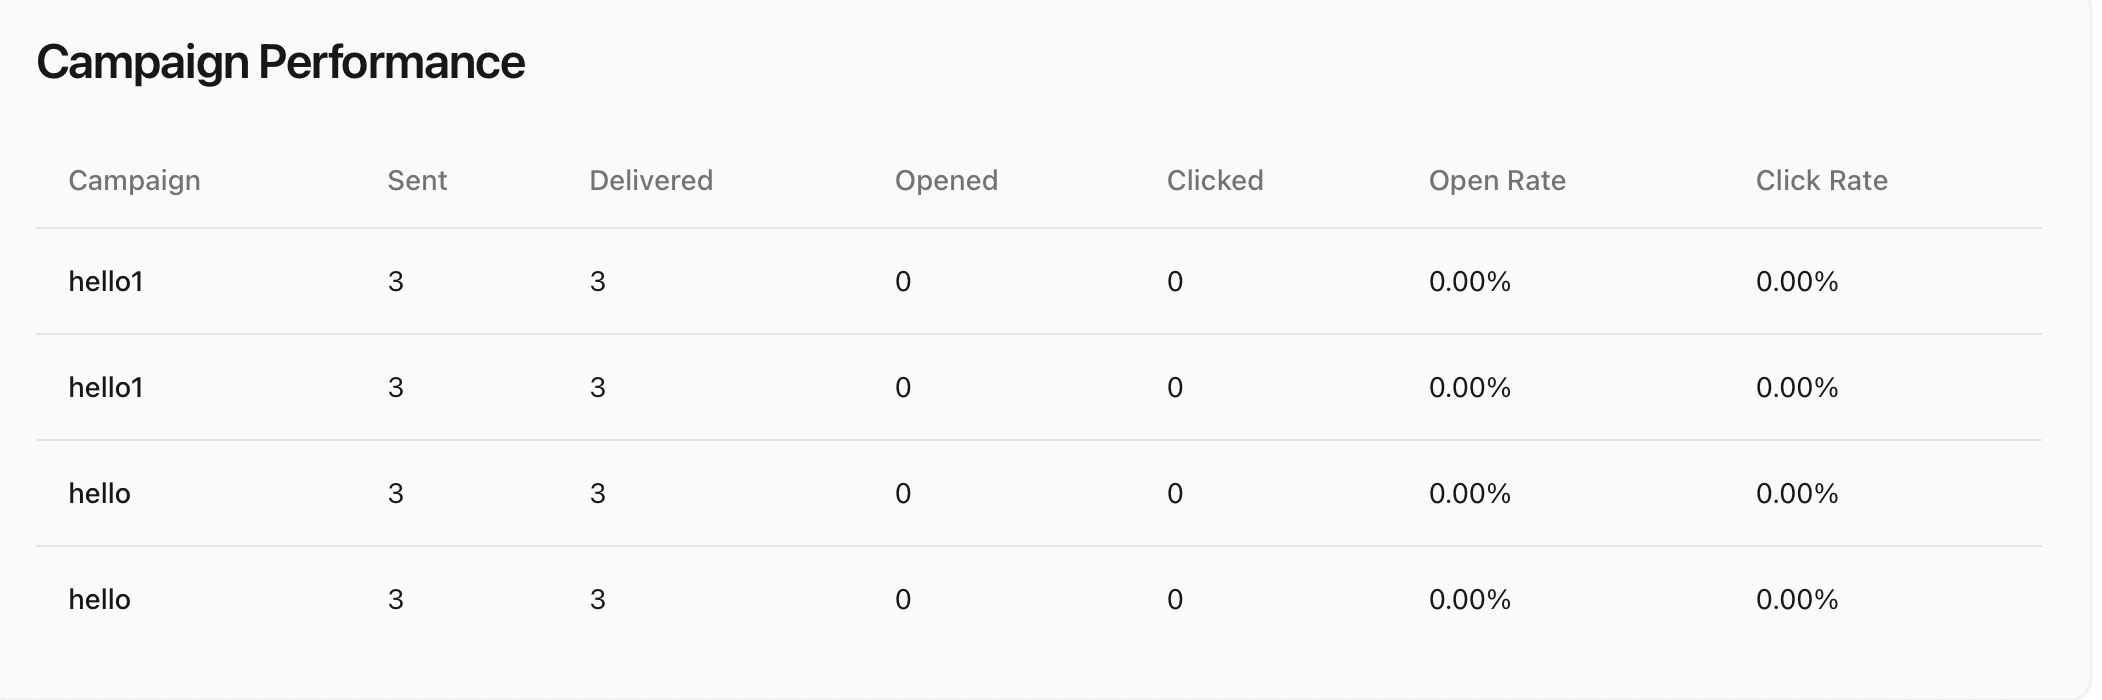 Campaign Performance
Campaign Sent Delivered Opened Clicked Open Rate Click Rate
hello1 3 3 0 0 0.00% 0.00%
hello1 3 3 0 0 0.00% 0.00%
hello 3 3 0 0 0.00% 0.00%
hello 3 3 0 0 0.00% 0.00%